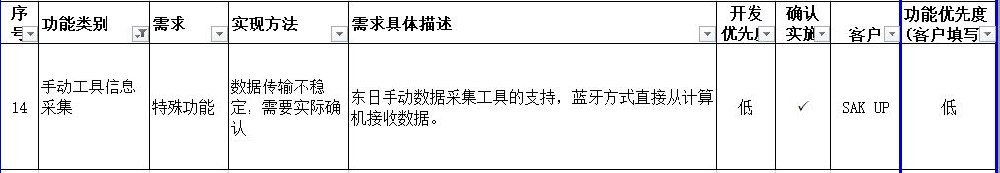 序号 功能类别 需求 实现方法 需求具体描述 开发优先度 确认实施 客户 功能优先度(客户填写
14 手动工具信息采集 特殊功能 数据传输不稳定，需要实际确认 东日手动数据采集工具的支持，蓝牙方式直接从计算机接收数据。 低 ✓ SAK UP 低